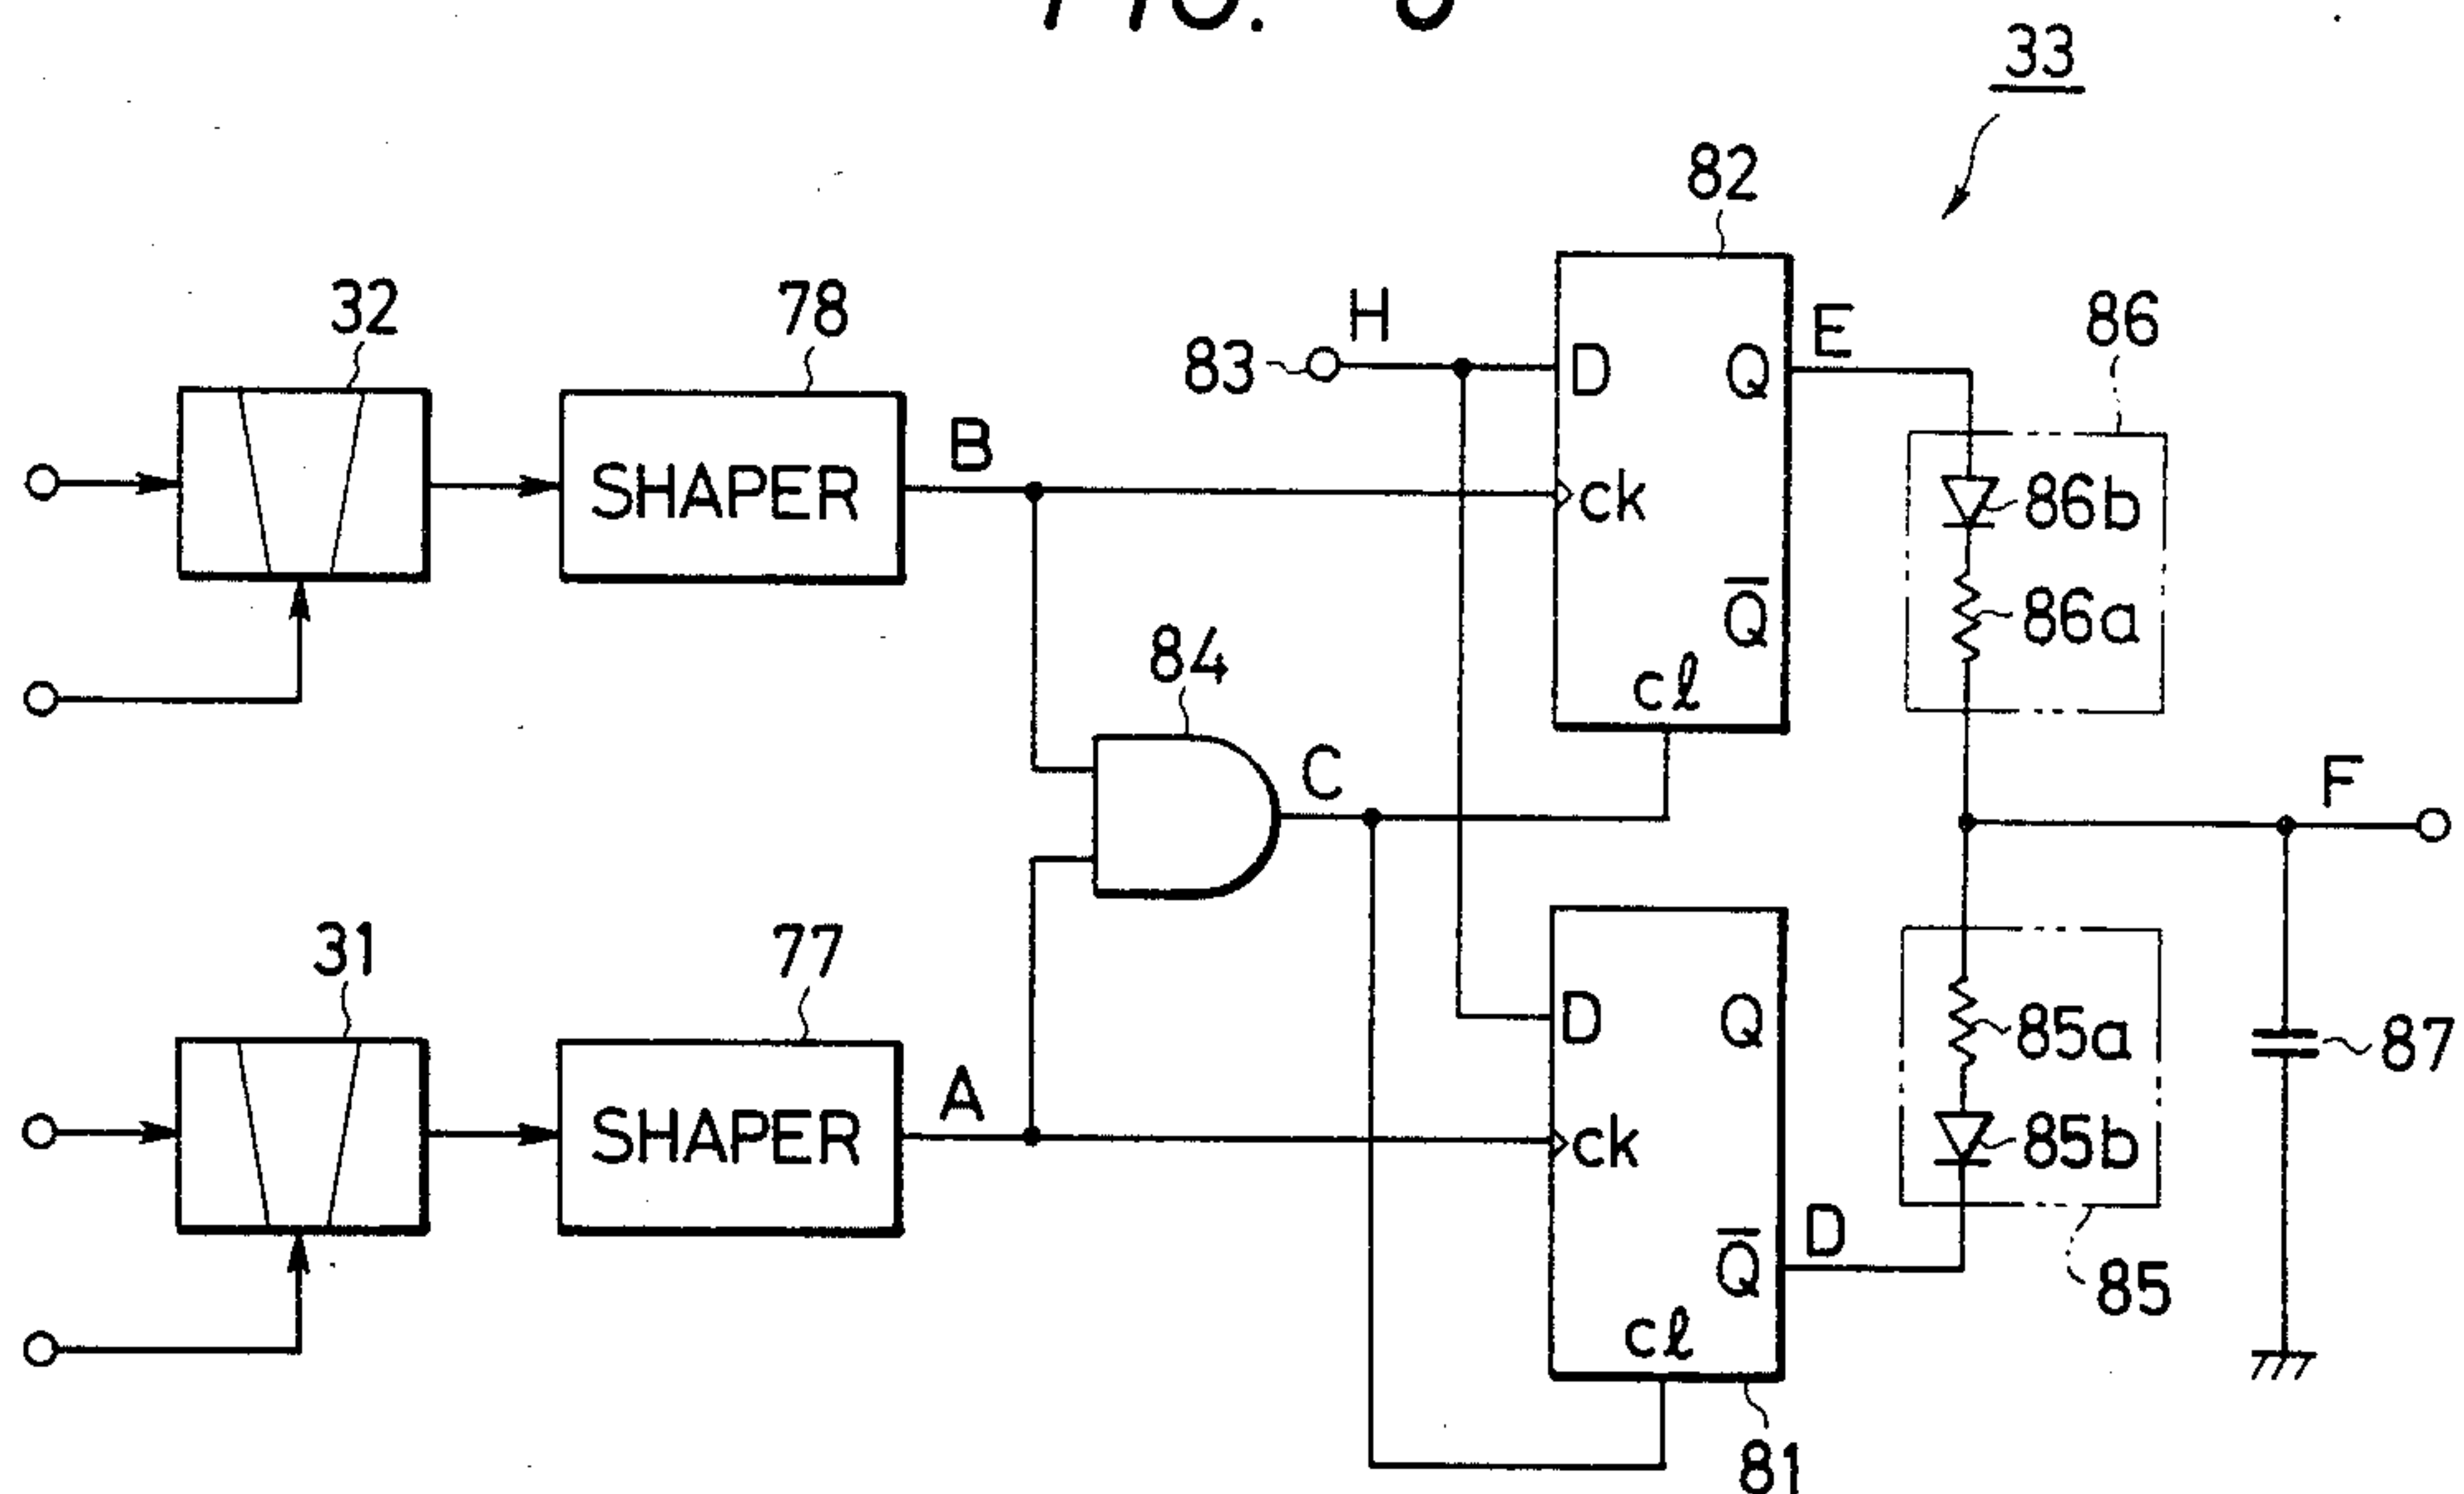 33
82
32
78
H
83
E
86
D
Q
B
SHAPER
ck
86b
86a
Q̅
84
cl
C
F
31
77
D
Q
85a
87
A
SHAPER
ck
85b
Q̅
D
85
cl
81